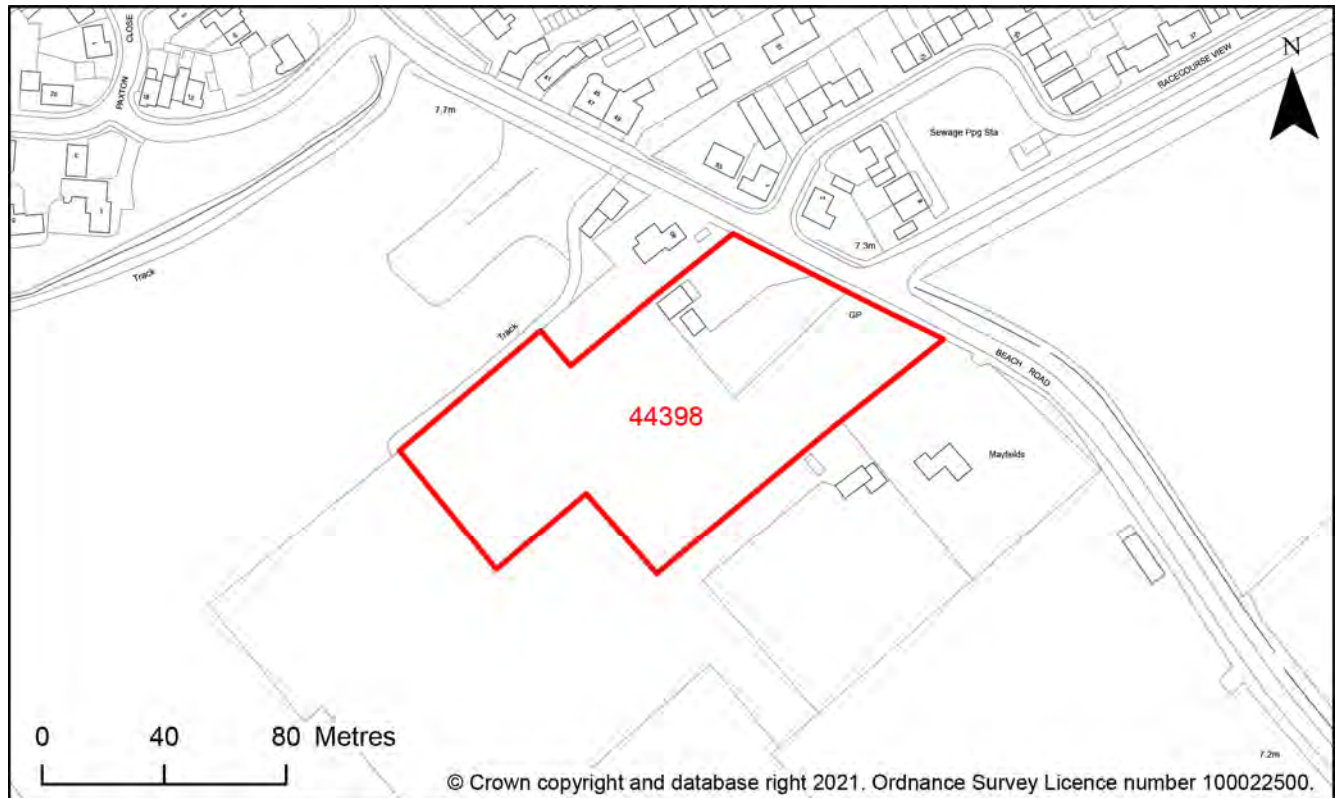 CLOSE
PAXTON
7.7m
N
RACECOURSE VIEW
Sewage Ppg Sta
7.3m
Track
Track
GP
BEACH ROAD
44398
Mayfields
0 40 80 Metres
7.2m
© Crown copyright and database right 2021. Ordnance Survey Licence number 100022500.